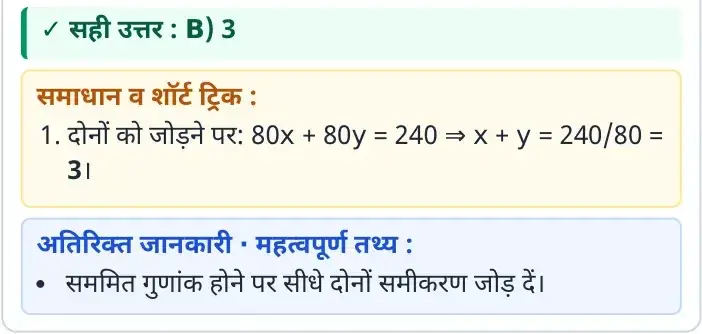 ✓ सही उत्तर : B) 3
समाधान व शॉर्ट ट्रिक :
1. दोनों को जोड़ने पर: 80x + 80y = 240 ⇒ x + y = 240/80 =
3।
अतिरिक्त जानकारी · महत्वपूर्ण तथ्य :
• सममित गुणांक होने पर सीधे दोनों समीकरण जोड़ दें।